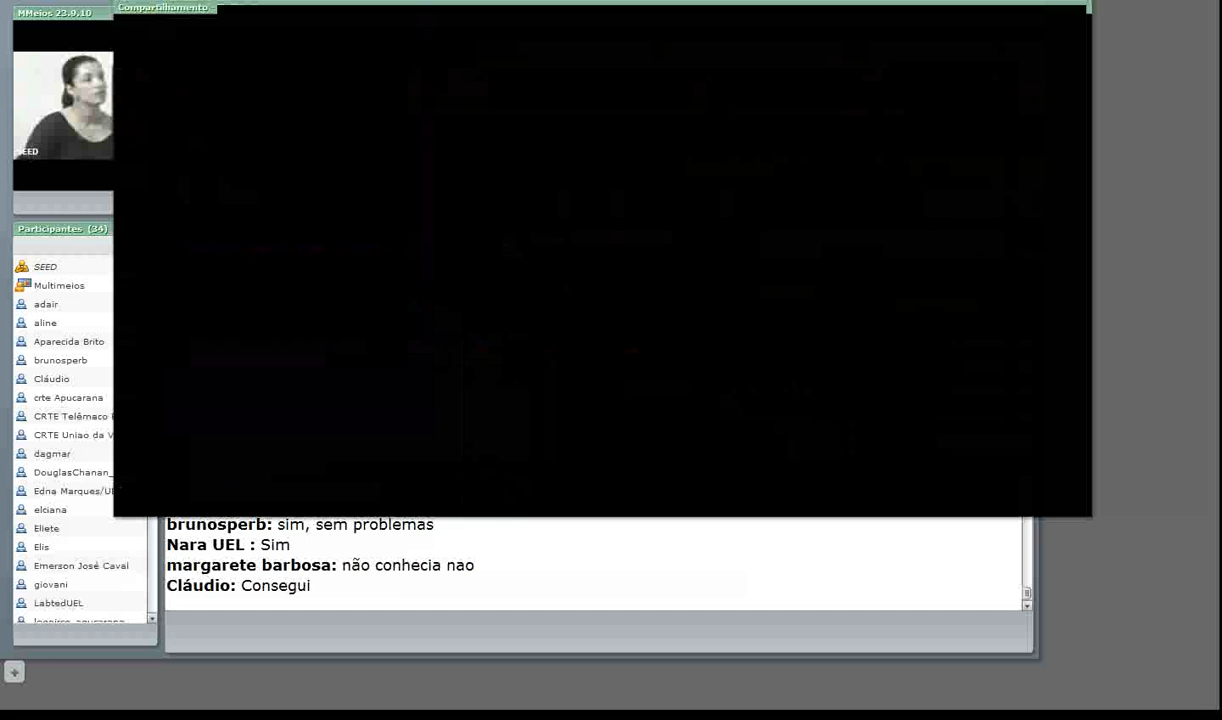 MMeios 23.9.10
Compartilhamento
SEED
Participantes (34)
SEED
Multimeios
adair
aline
Aparecida Brito
brunosperb
Cláudio
crte Apucarana
CRTE Telêmaco
CRTE Uniao da V
dagmar
DouglasChanan_
Edna Marques/UE
elciana
Eliete
Elis
Emerson José Caval
giovani
LabtedUEL
brunosperb: sim, sem problemas
Nara UEL : Sim
margarete barbosa: não conhecia nao
Cláudio: Consegui